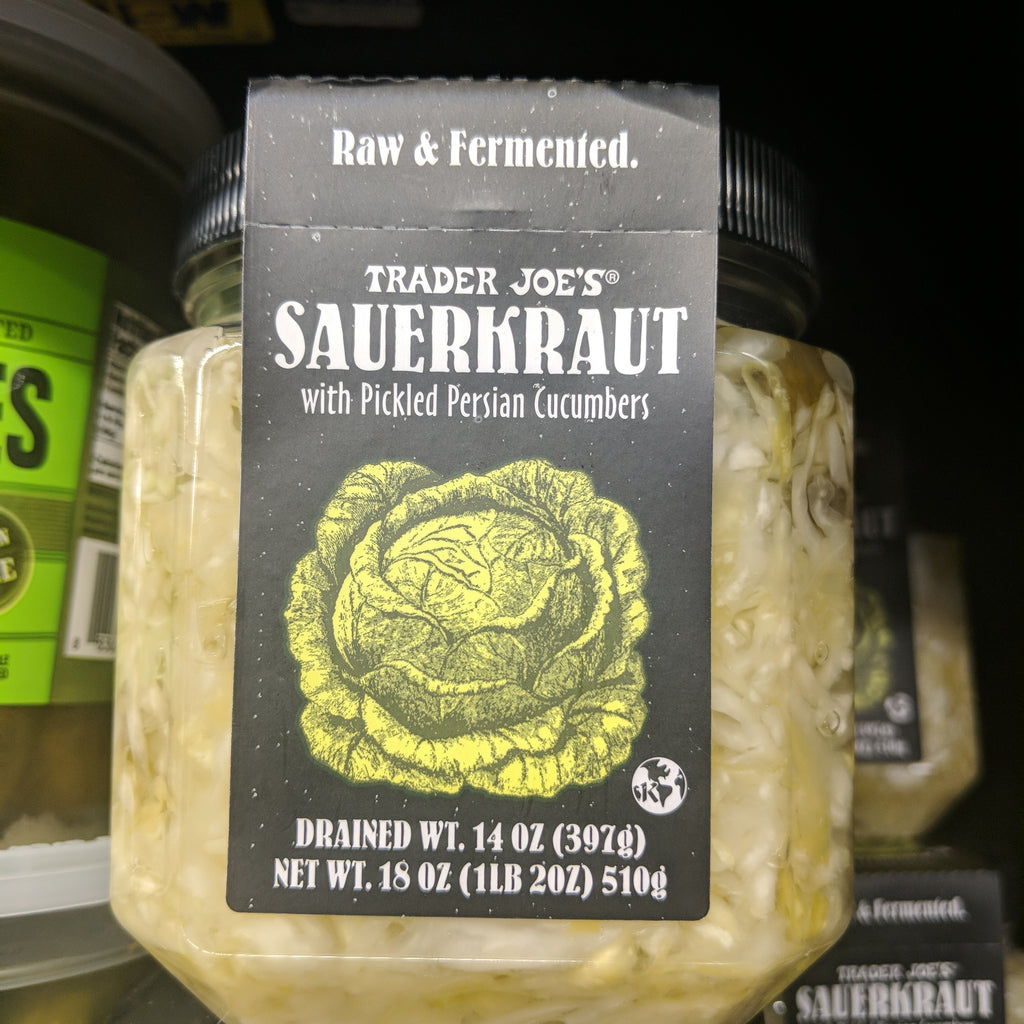 Raw & Fermented.
TRADER JOE'S®
SAUERKRAUT
with Pickled Persian Cucumbers
K
DRAINED WT. 14 OZ (397g)
NET WT. 18 OZ (1LB 2OZ) 510g
& Fermented.
TRADER JOE'S
SAUERKRAUT